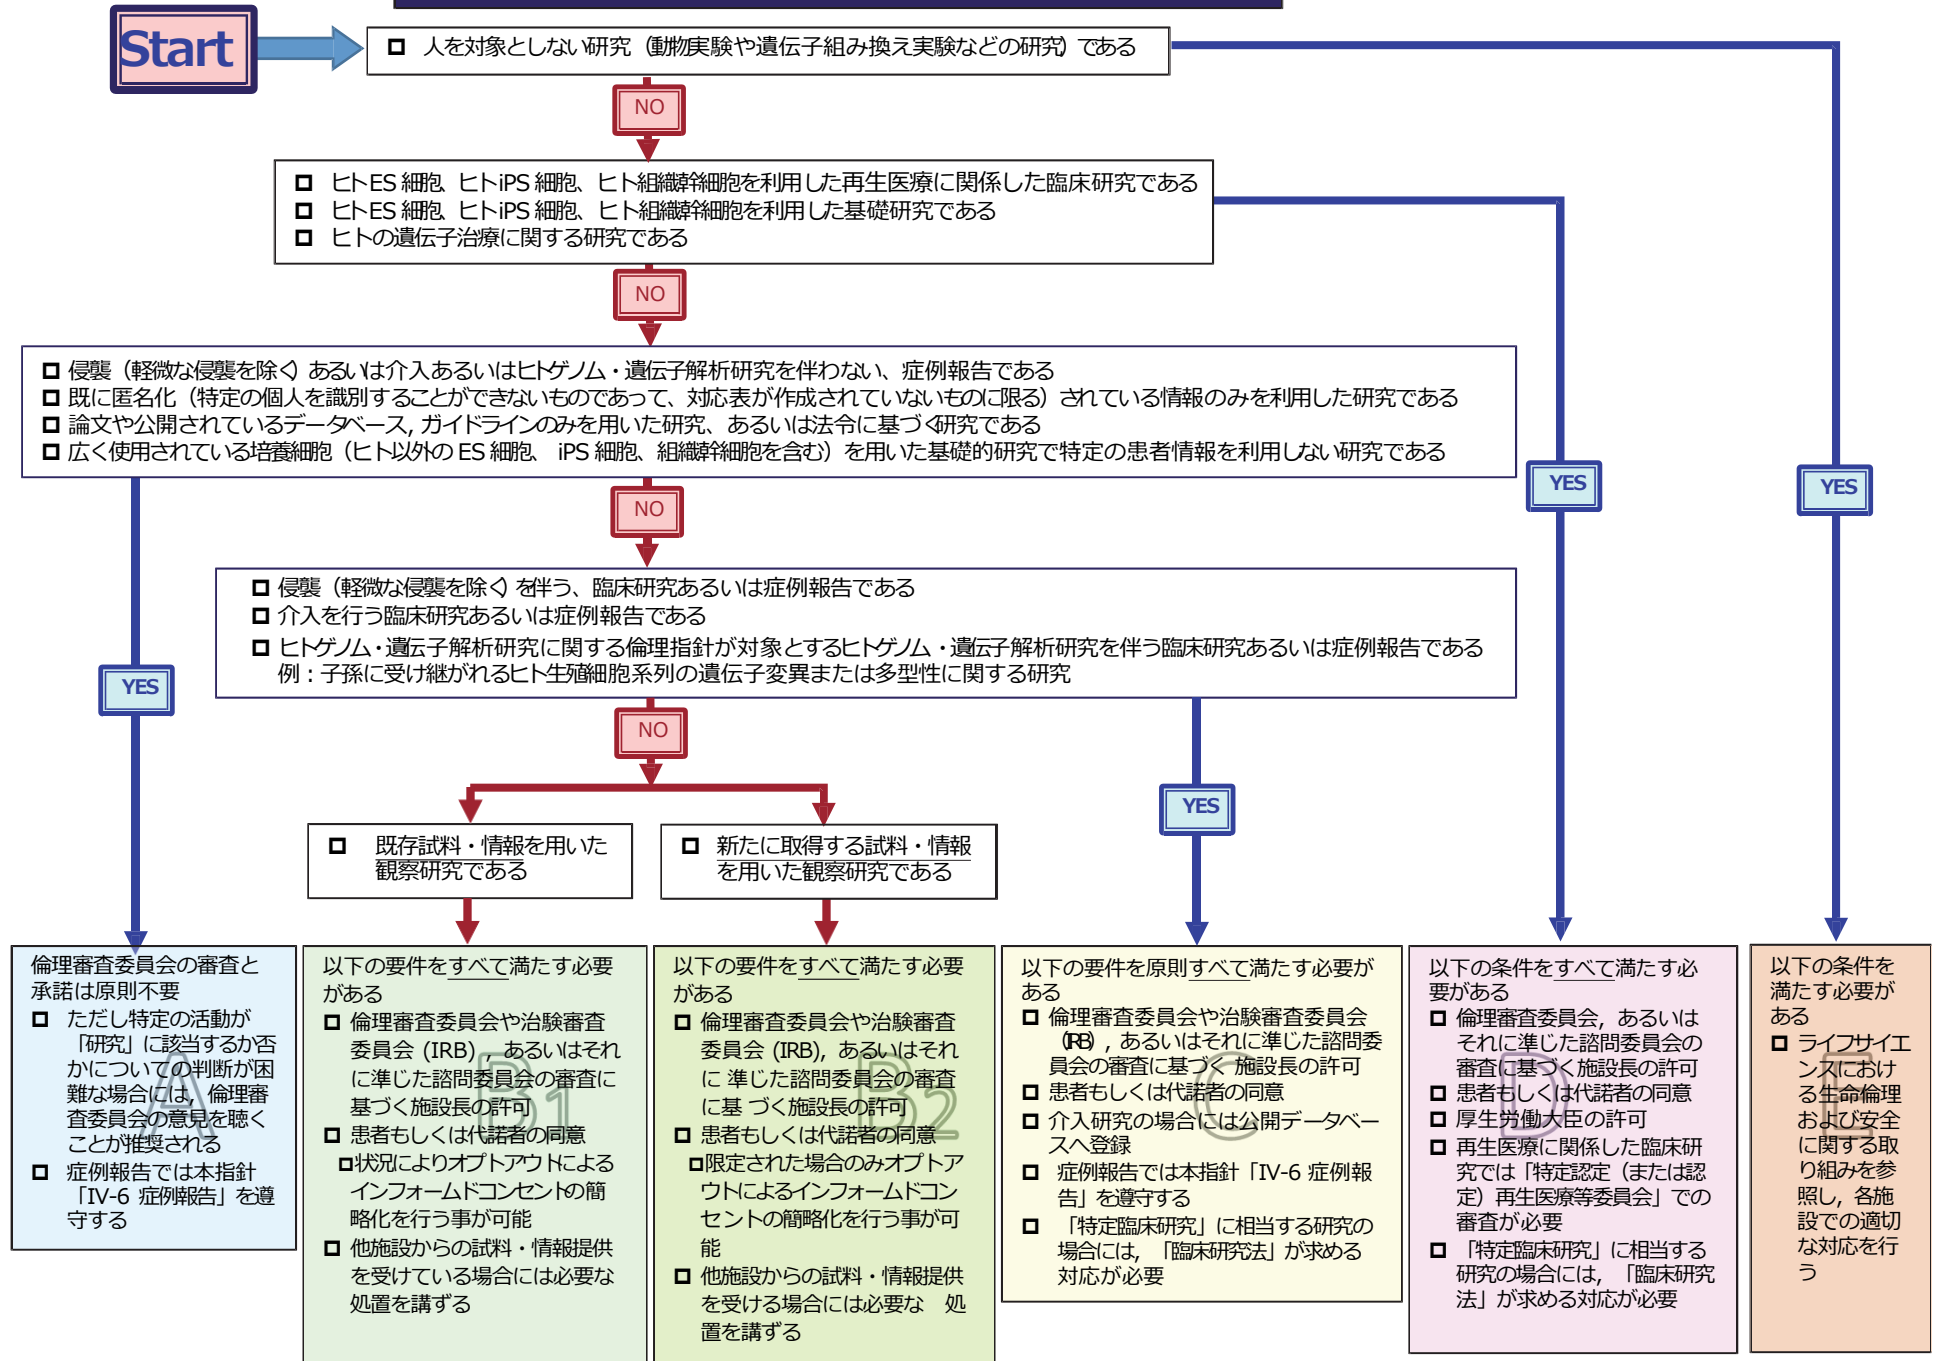 Start
人を対象としない研究（動物実験や遺伝子組み換え実験などの研究）である
NO
ヒトES 細胞、ヒトiPS 細胞、ヒト組織幹細胞を利用した再生医療に関係した臨床研究である
ヒトES 細胞、ヒトiPS 細胞、ヒト組織幹細胞を利用した基礎研究である
ヒトの遺伝子治療に関する研究である
NO
侵襲（軽微な侵襲を除く）あるいは介入あるいはヒトゲノム・遺伝子解析研究を伴わない、症例報告である
既に匿名化（特定の個人を識別することができないものであって、対応表が作成されていないものに限る）されている情報のみを利用した研究である
論文や公開されているデータベース, ガイドラインのみを用いた研究、あるいは法令に基づく研究である
広く使用されている培養細胞（ヒト以外の ES 細胞、 iPS 細胞、組織幹細胞を含む）を用いた基礎的研究で特定の患者情報を利用しない研究である
YES
YES
NO
侵襲（軽微な侵襲を除く）を伴う、臨床研究あるいは症例報告である
介入を行う臨床研究あるいは症例報告である
ヒトゲノム・遺伝子解析研究に関する倫理指針が対象とするヒトゲノム・遺伝子解析研究を伴う臨床研究あるいは症例報告である
例：子孫に受け継がれるヒト生殖細胞系列の遺伝子変異または多型性に関する研究
YES
NO
YES
既存試料・情報を用いた
観察研究である
新たに取得する試料・情報
を用いた観察研究である
倫理審査委員会の審査と
承諾は原則不要
ただし特定の活動が
「研究」に該当するか否
かについての判断が困
難な場合には, 倫理審
査委員会の意見を聴く
ことが推奨される
症例報告では本指針
「IV-6 症例報告」を遵
守する
A
以下の要件をすべて満たす必要
がある
倫理審査委員会や治験審査
委員会 (IRB) , あるいはそれ
に準じた諮問委員会の審査に
基づく施設長の許可
患者もしくは代諾者の同意
状況によりオプトアウトによる
インフォームドコンセントの簡
略化を行う事が可能
他施設からの試料・情報提供
を受けている場合には必要な
処置を講ずる
B1
以下の要件をすべて満たす必要
がある
倫理審査委員会や治験審査
委員会 (IRB), あるいはそれ
に 準じた諮問委員会の審査
に基 づく施設長の許可
患者もしくは代諾者の同意
限定された場合のみオプトア
ウトによるインフォームドコン
セントの簡略化を行う事が可
能
他施設からの試料・情報提供
を受ける場合には必要な 処
置を講ずる
B2
以下の要件を原則すべて満たす必要が
ある
倫理審査委員会や治験審査委員会
（IRB）, あるいはそれに準じた諮問委
員会の審査に基づく 施設長の許可
患者もしくは代諾者の同意
介入研究の場合には公開データベー
スへ登録
症例報告では本指針「IV-6 症例報
告」を遵守する
「特定臨床研究」に相当する研究の
場合には, 「臨床研究法」が求める
対応が必要
C
以下の条件をすべて満たす必
要がある
倫理審査委員会, あるいは
それに準じた諮問委員会の
審査に基づく施設長の許可
患者もしくは代諾者の同意
厚生労働大臣の許可
再生医療に関係した臨床研
究では「特定認定（または認
定）再生医療等委員会」での
審査が必要
「特定臨床研究」に相当する
研究の場合には, 「臨床研究
法」が求める対応が必要
D
以下の条件を
満たす必要が
ある
ライフサイエ
ンスにおけ
る生命倫理
および安全
に関する取
り組みを参
照し, 各施
設での適切
な対応を行
う
E